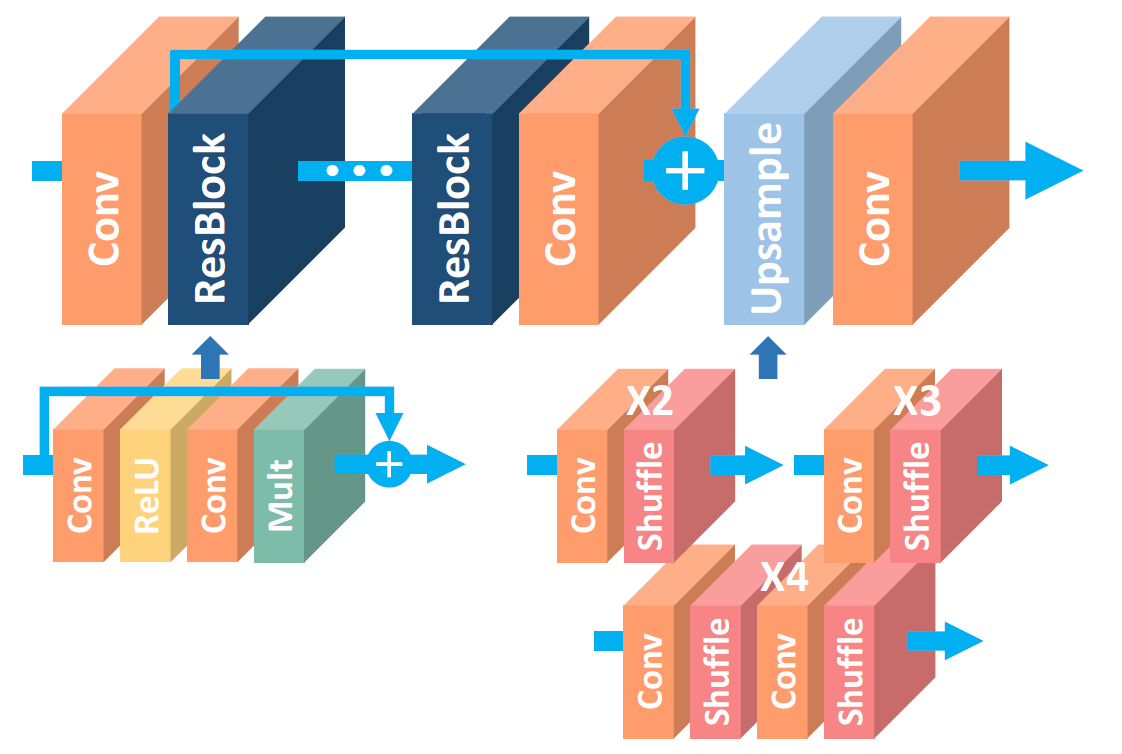 Conv
ResBlock
ResBlock
Conv
Upsample
Conv
Conv
ReLU
Conv
Mult
X2
Conv
Shuffle
X3
Conv
Shuffle
X4
Conv
Shuffle
Conv
Shuffle